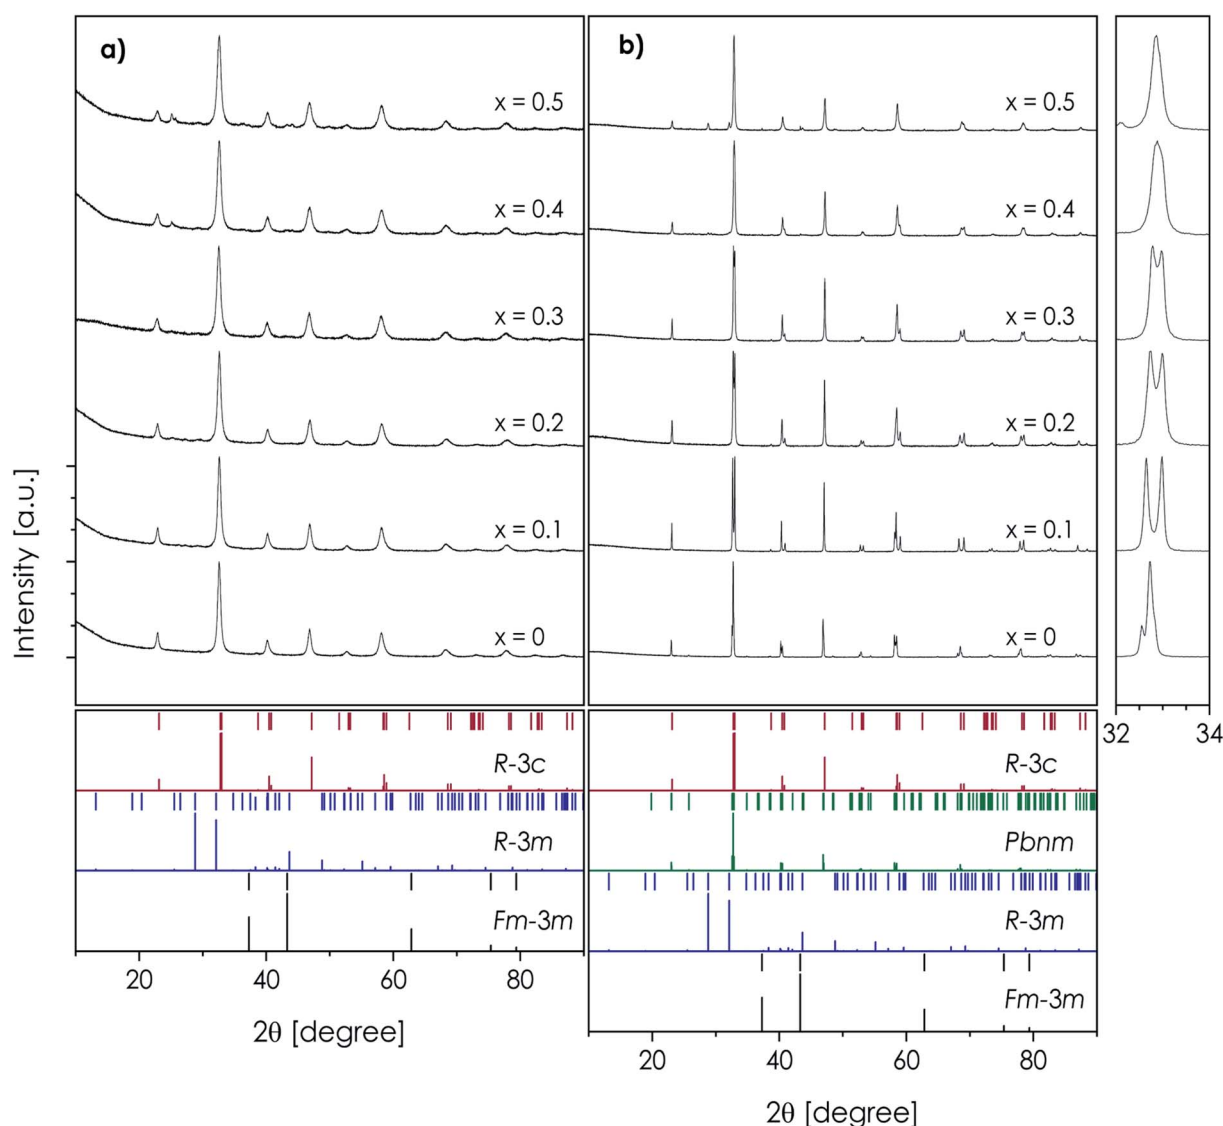 a)
x = 0.5
x = 0.4
x = 0.3
x = 0.2
x = 0.1
x = 0
Intensity [a.u.]
R-3c
R-3m
Fm-3m
20 40 60 80
2θ [degree]
b)
x = 0.5
x = 0.4
x = 0.3
x = 0.2
x = 0.1
x = 0
R-3c
Pbnm
R-3m
Fm-3m
20 40 60 80
2θ [degree]
32 34